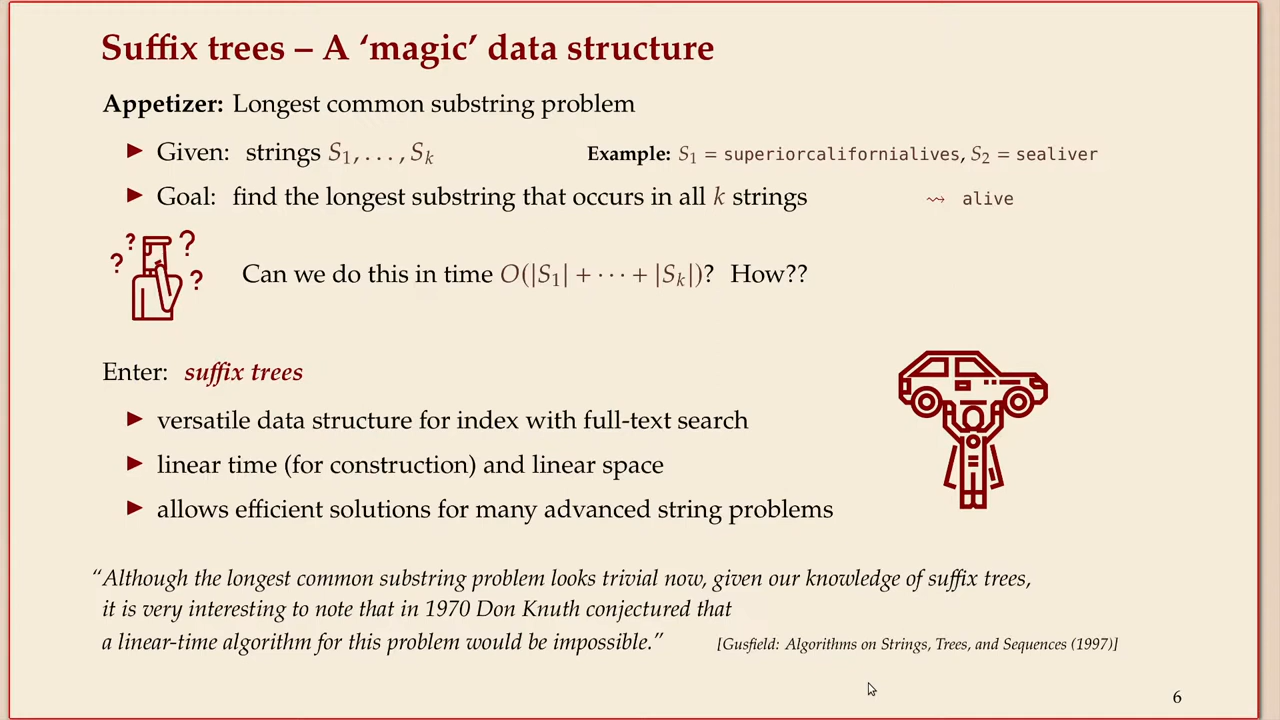 Suffix trees – A ‘magic’ data structure
Appetizer: Longest common substring problem
▶ Given: strings S₁, . . . , Sₖ Example: S₁ = superiorcalifornialives, S₂ = sealiver
▶ Goal: find the longest substring that occurs in all k strings ⇝ alive
? ? ? ?
Can we do this in time O(|S₁| + · · · + |Sₖ|)? How??
Enter: suffix trees
▶ versatile data structure for index with full-text search
▶ linear time (for construction) and linear space
▶ allows efficient solutions for many advanced string problems
“Although the longest common substring problem looks trivial now, given our knowledge of suffix trees,
it is very interesting to note that in 1970 Don Knuth conjectured that
a linear-time algorithm for this problem would be impossible.” [Gusfield: Algorithms on Strings, Trees, and Sequences (1997)]
6